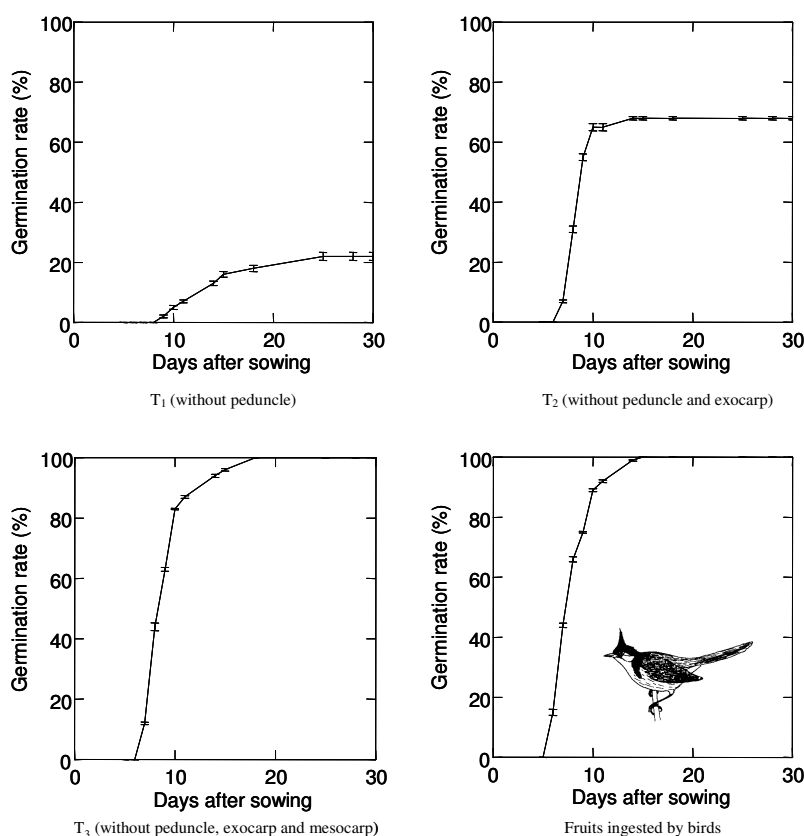 100
80
60
40
20
0
Germination rate (%)
0 10 20 30
Days after sowing
T1 (without peduncle)
100
80
60
40
20
0
Germination rate (%)
0 10 20 30
Days after sowing
T2 (without peduncle and exocarp)
100
80
60
40
20
0
Germination rate (%)
0 10 20 30
Days after sowing
T3 (without peduncle, exocarp and mesocarp)
100
80
60
40
20
0
Germination rate (%)
0 10 20 30
Days after sowing
Fruits ingested by birds